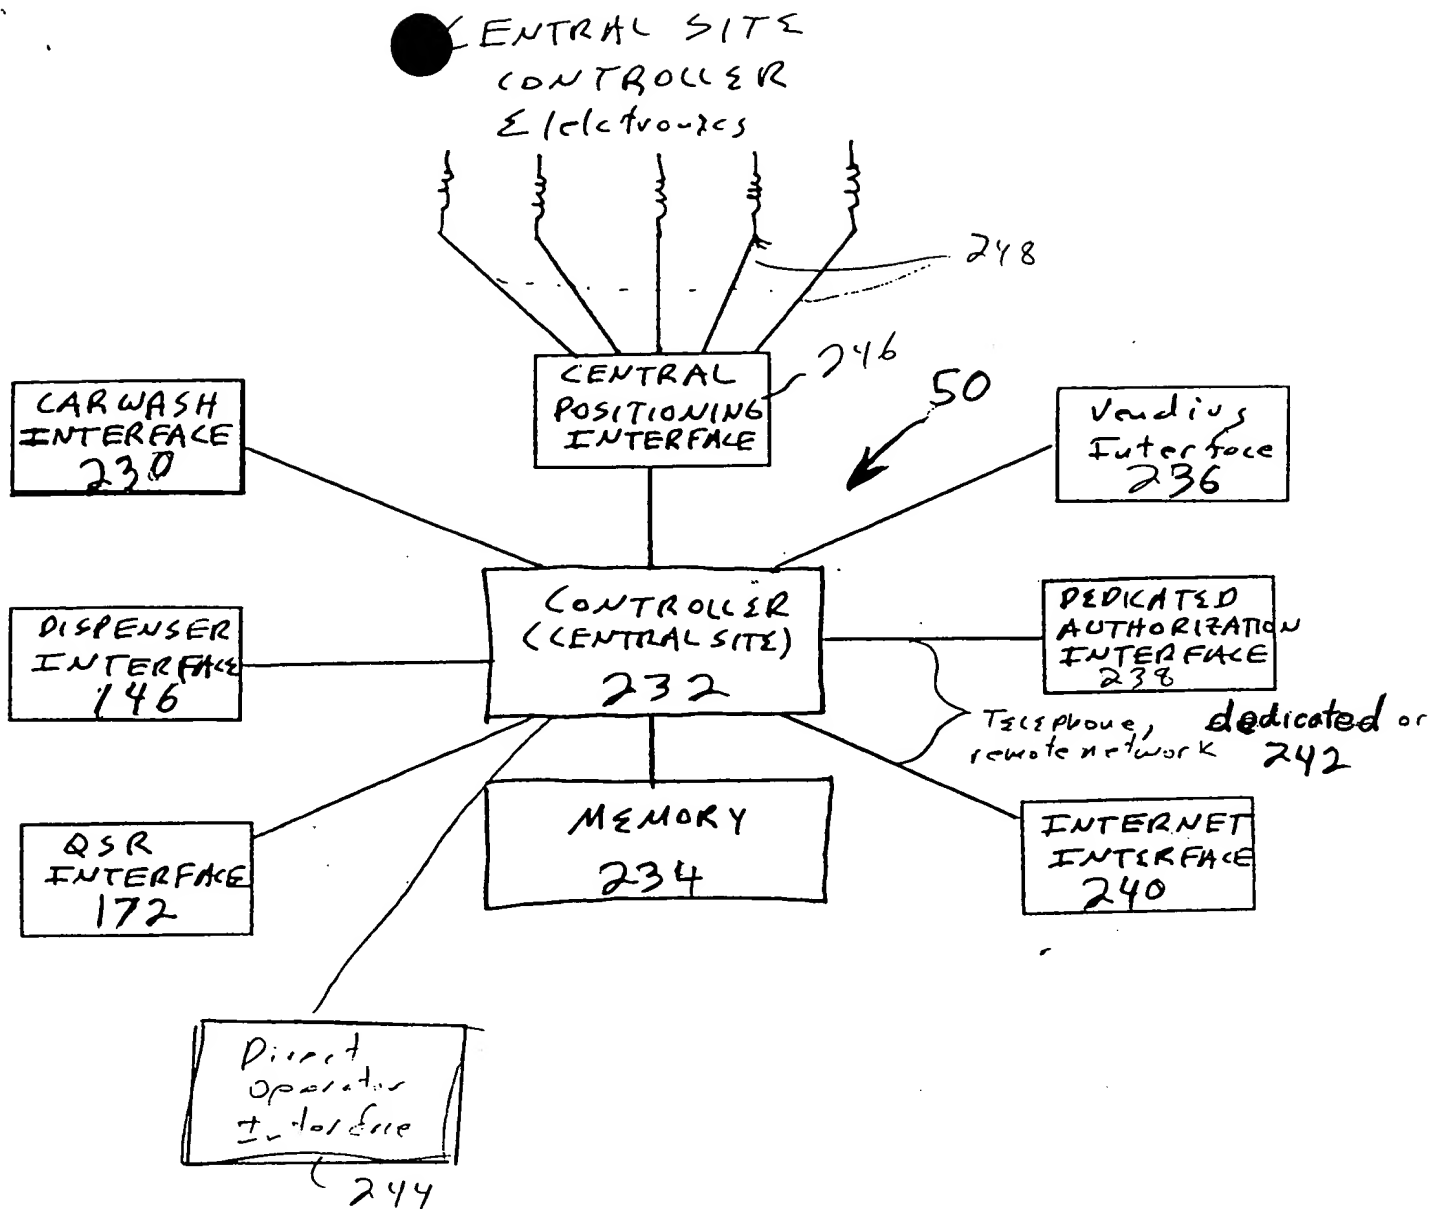 CENTRAL SITE
CONTROLLER
Electronics
248
246
CENTRAL
POSITIONING
INTERFACE
50
CAR WASH
INTERFACE
230
Vending
Interface
236
CONTROLLER
(CENTRAL SITE)
232
DISPENSER
INTERFACE
146
DEDICATED
AUTHORIZATION
INTERFACE
238
Telephone, dedicated or
remote network 242
MEMORY
234
QSR
INTERFACE
172
INTERNET
INTERFACE
240
Direct
operator
Interface
244